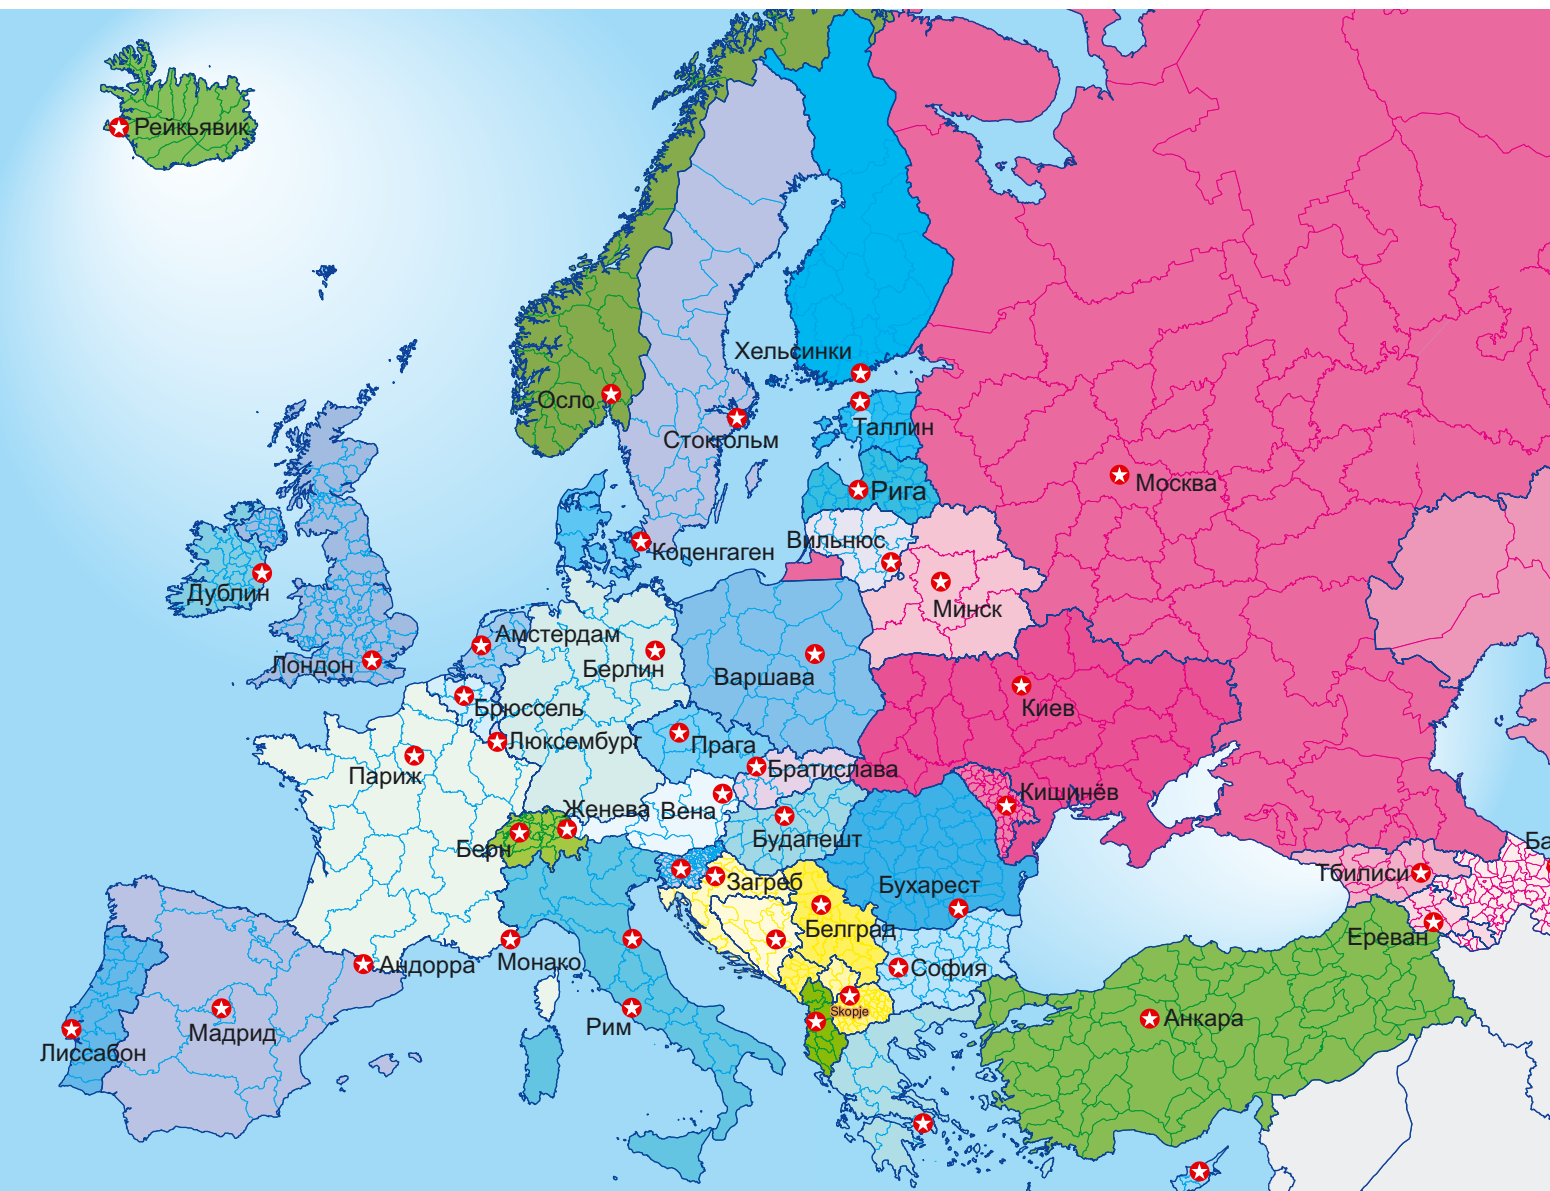 Рейкьявик
Хельсинки
Осло
Таллин
Стокгольм
Москва
Рига
Вильнюс
Копенгаген
Дублин
Минск
Амстердам
Лондон
Берлин
Варшава
Брюссель
Киев
Люксембург
Прага
Париж
Братислава
Кишинёв
Женева
Вена
Будапешт
Ба
Берн
Тбилиси
Загреб
Бухарест
Белград
Ереван
Монако
Андорра
София
Skopje
Анкара
Рим
Мадрид
Лиссабон